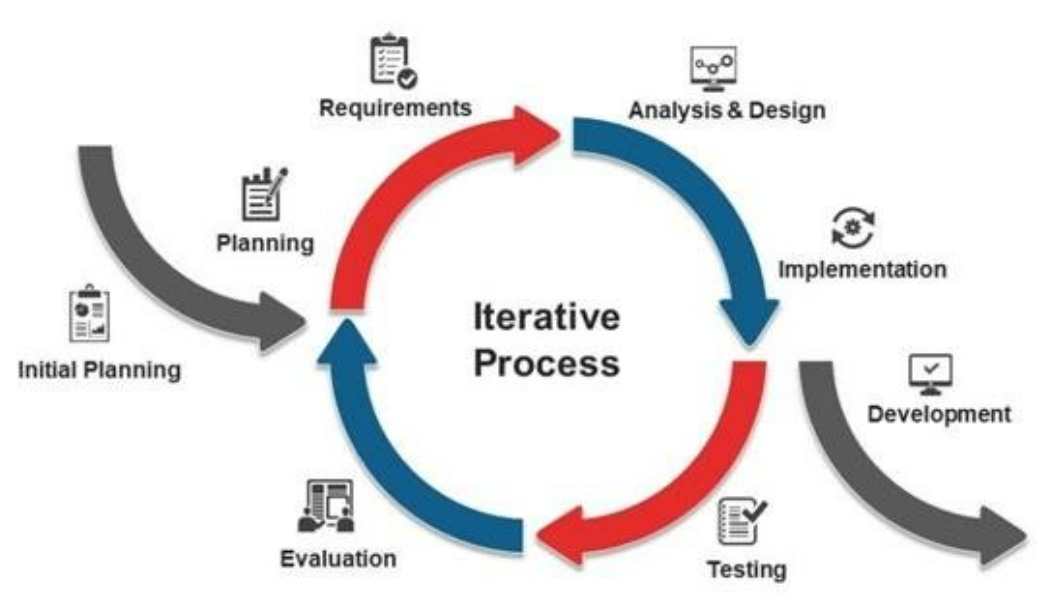 Requirements
Analysis & Design
Planning
Implementation
Initial Planning
Iterative
Process
Development
Evaluation
Testing